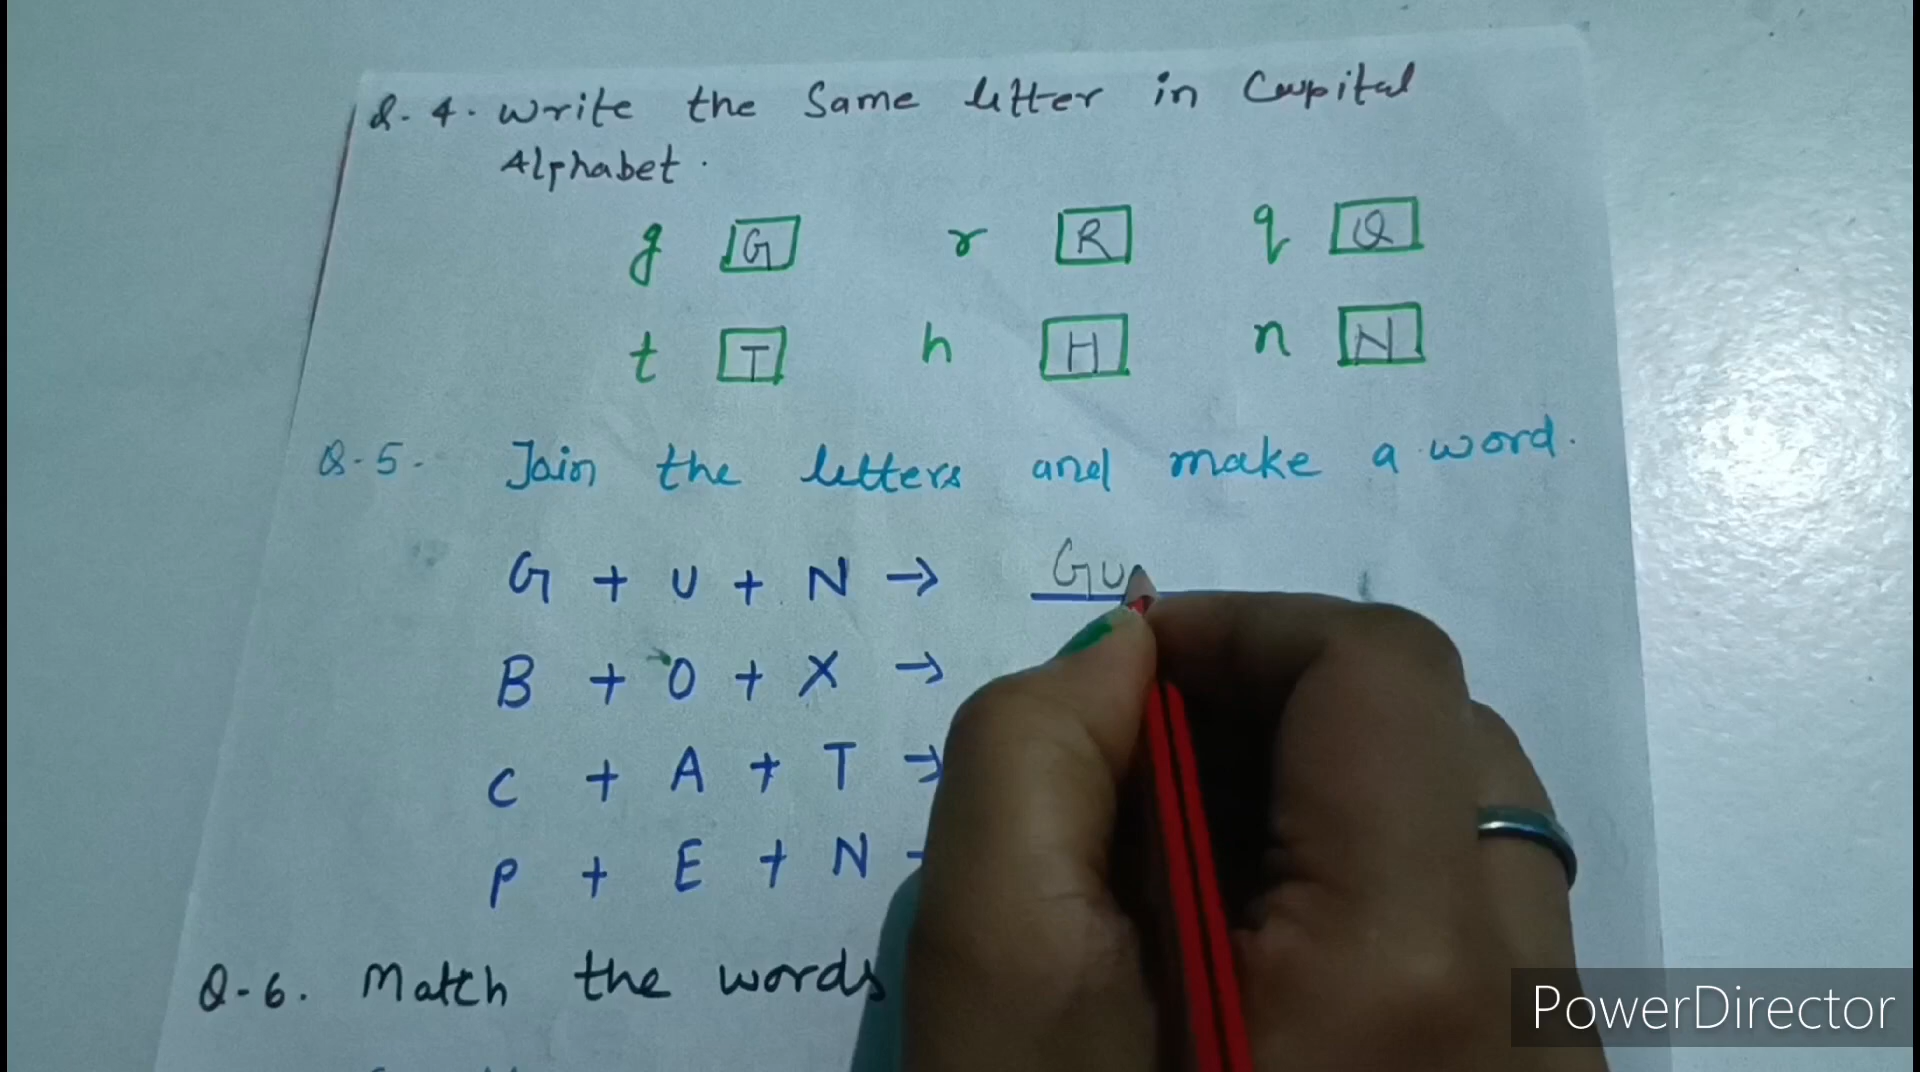 Q. 4. Write the Same letter in Capital
Alphabet.
g G r R q Q
t T h H n N
Q-5- Join the letters and make a word.
G + U + N → GU
B + O + X →
C + A + T →
P + E + N
Q-6. Match the words
PowerDirector